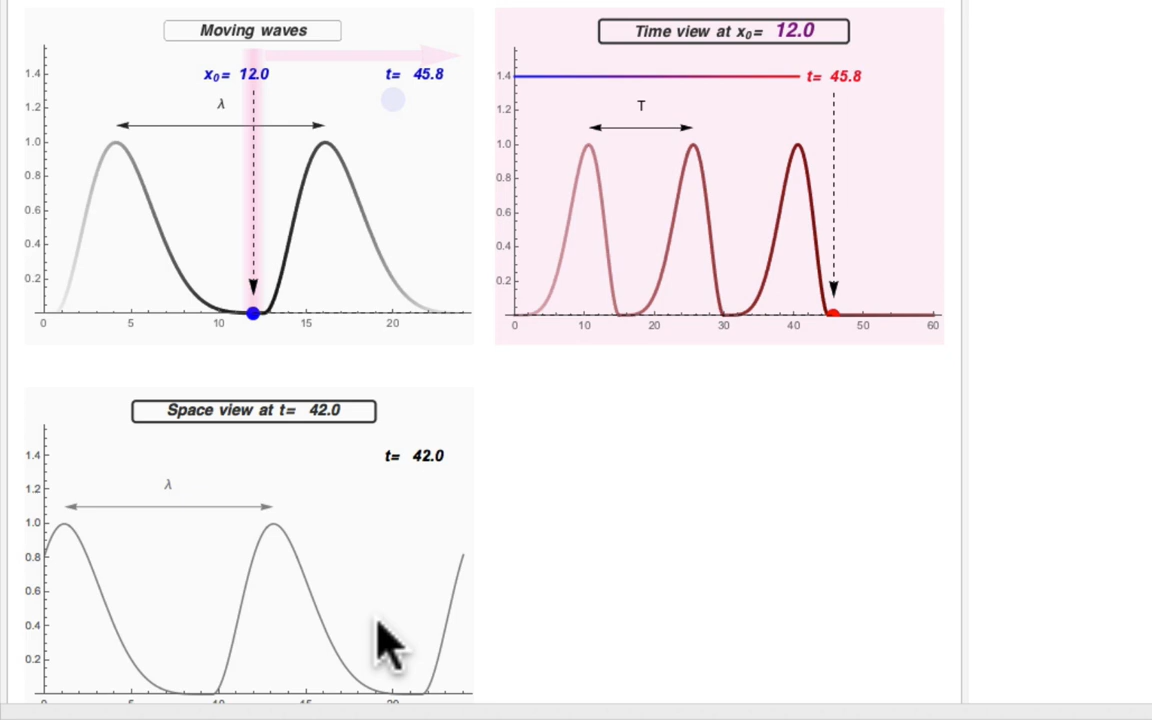 Moving waves
x₀= 12.0
t= 45.8
λ
1.4
1.2
1.0
0.8
0.6
0.4
0.2
0 5 10 15 20
Time view at x₀= 12.0
t= 45.8
T
1.4
1.2
1.0
0.8
0.6
0.4
0.2
0 10 20 30 40 50 60
Space view at t= 42.0
t= 42.0
λ
1.4
1.2
1.0
0.8
0.6
0.4
0.2